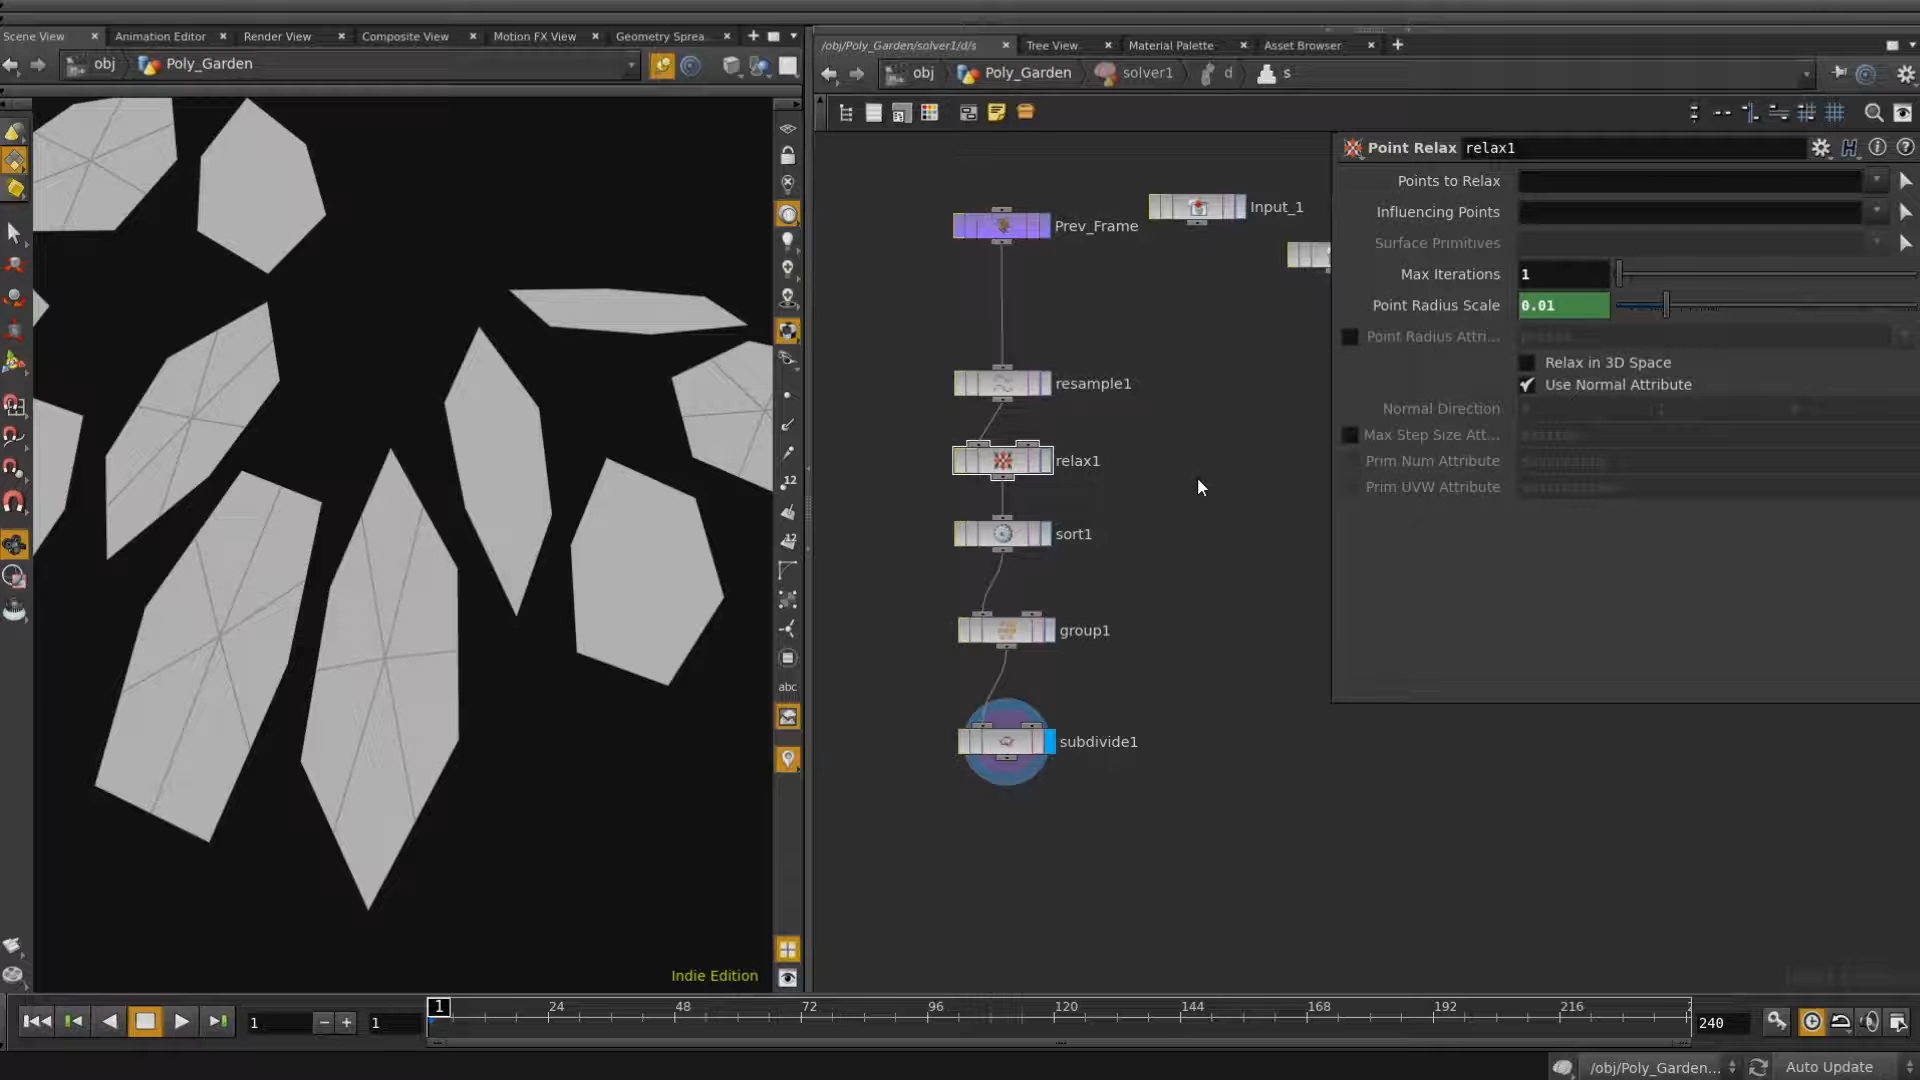 Scene View
Animation Editor
Render View
Composite View
Motion FX View
Geometry Sprea
/obj/Poly_Garden/solver1/d/s
Tree View
Material Palette
Asset Browser
obj
Poly_Garden
obj
Poly_Garden
solver1
d
s
Point Relax
relax1
Points to Relax
Influencing Points
Surface Primitives
Max Iterations
1
Point Radius Scale
0.01
Point Radius Attri...
Relax in 3D Space
Use Normal Attribute
Normal Direction
Max Step Size Att...
Prim Num Attribute
Prim UVW Attribute
Prev_Frame
Input_1
resample1
relax1
sort1
group1
subdivide1
12
12
abc
Indie Edition
1
1
1
24
48
72
96
120
144
168
192
216
240
/obj/Poly_Garden...
Auto Update